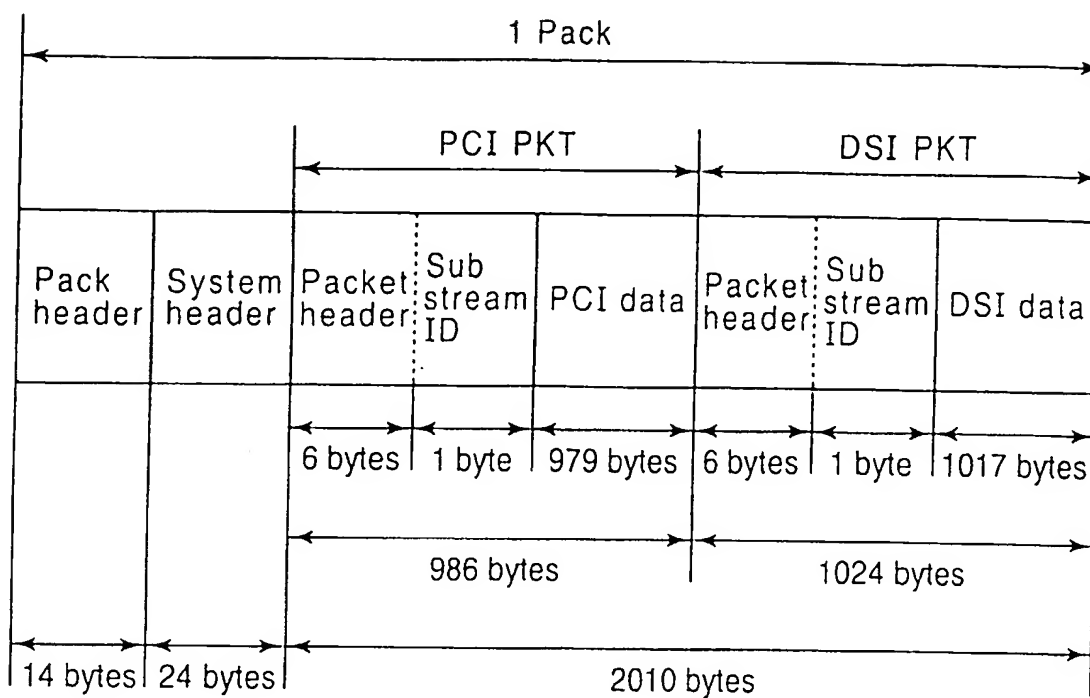 1 Pack
PCI PKT
DSI PKT
Pack
header
System
header
Packet
header
Sub
stream
ID
PCI data
Packet
header
Sub
stream
ID
DSI data
6 bytes
1 byte
979 bytes
6 bytes
1 byte
1017 bytes
986 bytes
1024 bytes
14 bytes
24 bytes
2010 bytes